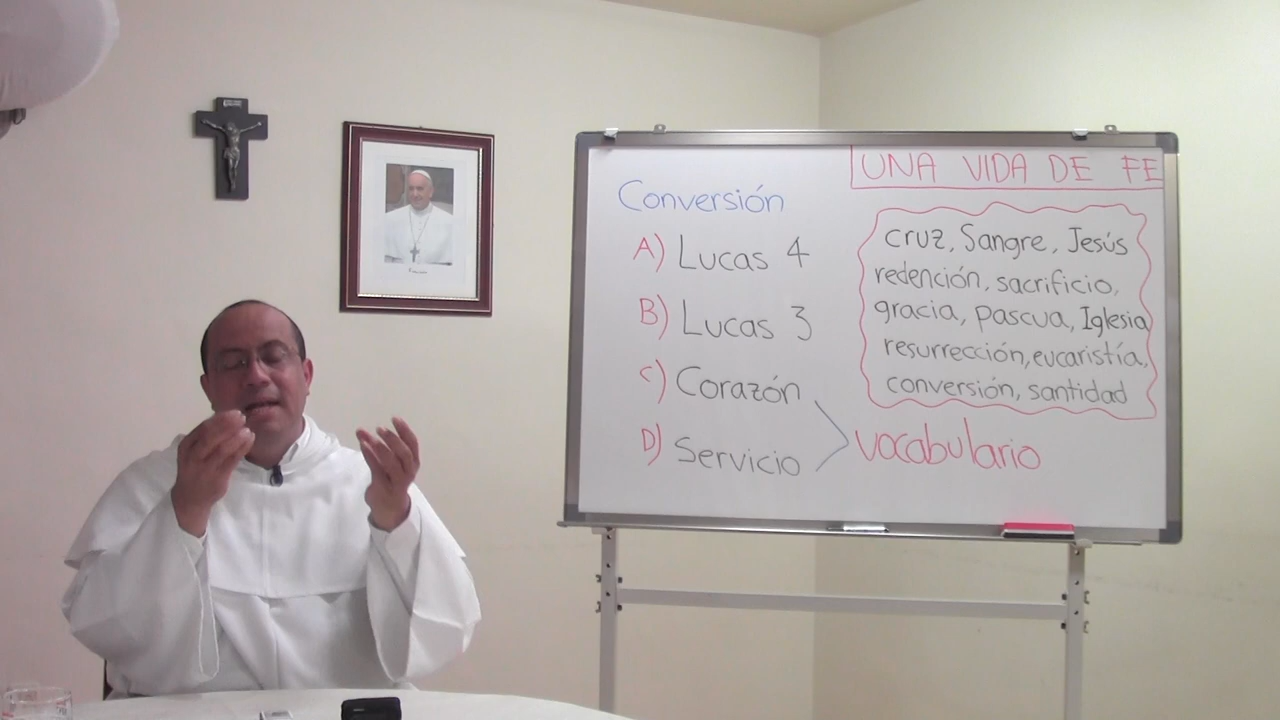 UNA VIDA DE FE
Conversión
A) Lucas 4
B) Lucas 3
C) Corazón
D) Servicio
cruz, Sangre, Jesús
redención, sacrificio,
gracia, pascua, Iglesia
resurrección, eucaristía,
conversión, santidad
vocabulario